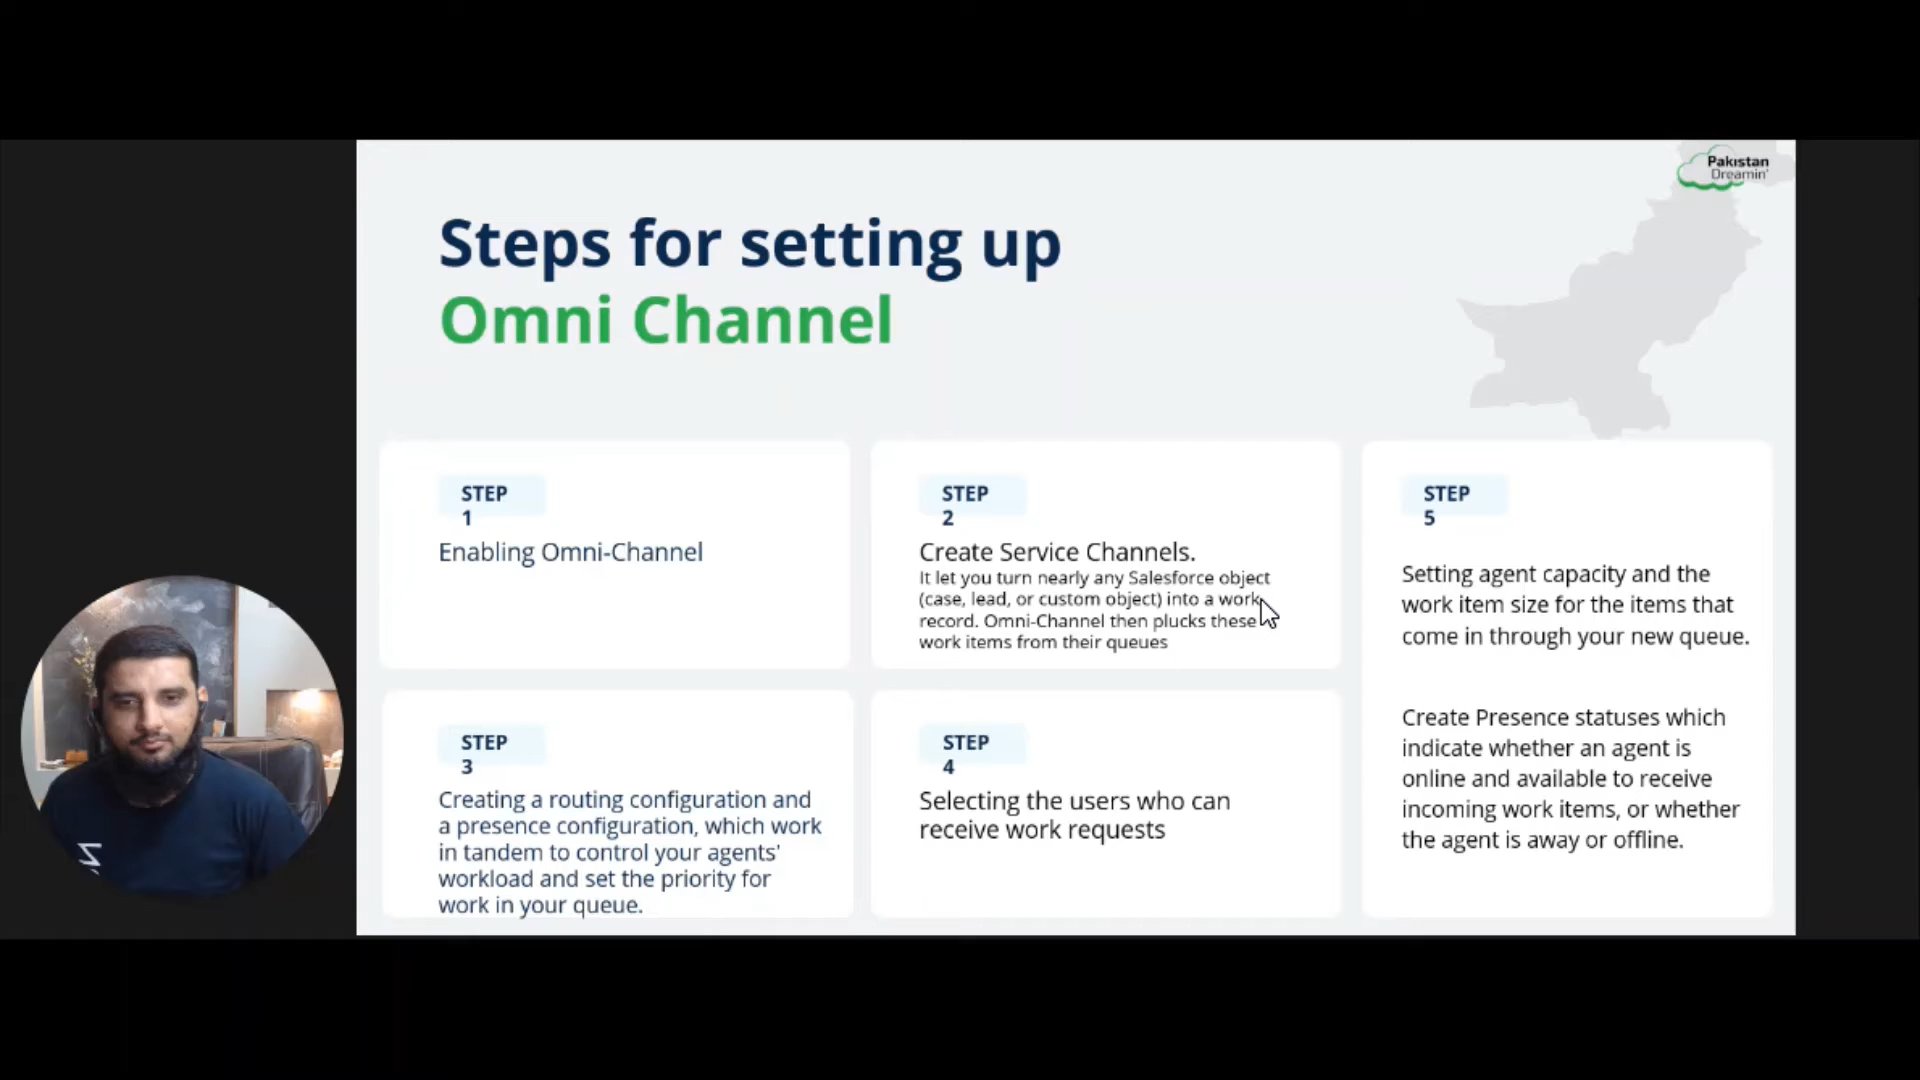 Pakistan
Dreamin'
Steps for setting up
Omni Channel
STEP
1
Enabling Omni-Channel
STEP
2
Create Service Channels.
It let you turn nearly any Salesforce object
(case, lead, or custom object) into a work
record. Omni-Channel then plucks these
work items from their queues
STEP
3
Creating a routing configuration and
a presence configuration, which work
in tandem to control your agents'
workload and set the priority for
work in your queue.
STEP
4
Selecting the users who can
receive work requests
STEP
5
Setting agent capacity and the
work item size for the items that
come in through your new queue.
Create Presence statuses which
indicate whether an agent is
online and available to receive
incoming work items, or whether
the agent is away or offline.